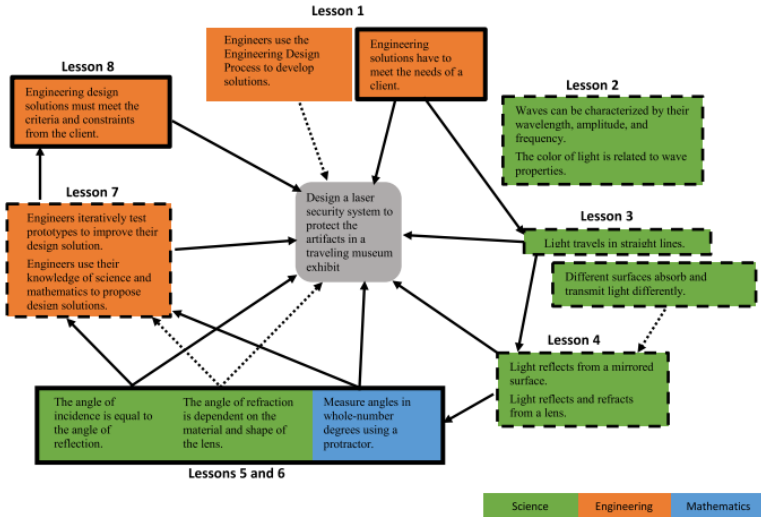 Lesson 1
Engineers use the
Engineering Design
Process to develop
solutions.
Engineering
solutions have to
meet the needs of a
client.
Lesson 8
Engineering design
solutions must meet the
criteria and constraints
from the client.
Lesson 2
Waves can be characterized by their
wavelength, amplitude, and
frequency.
The color of light is related to wave
properties.
Lesson 7
Engineers iteratively test
prototypes to improve their
design solution.
Engineers use their
knowledge of science and
mathematics to propose
design solutions.
Design a laser
security system to
protect the
artifacts in a
traveling museum
exhibit
Lesson 3
Light travels in straight lines.
Different surfaces absorb and
transmit light differently.
Lesson 4
Light reflects from a mirrored
surface.
Light reflects and refracts
from a lens.
The angle of
incidence is equal to
the angle of
reflection.
The angle of refraction
is dependent on the
material and shape of
the lens.
Measure angles in
whole-number
degrees using a
protractor.
Lessons 5 and 6
Science
Engineering
Mathematics